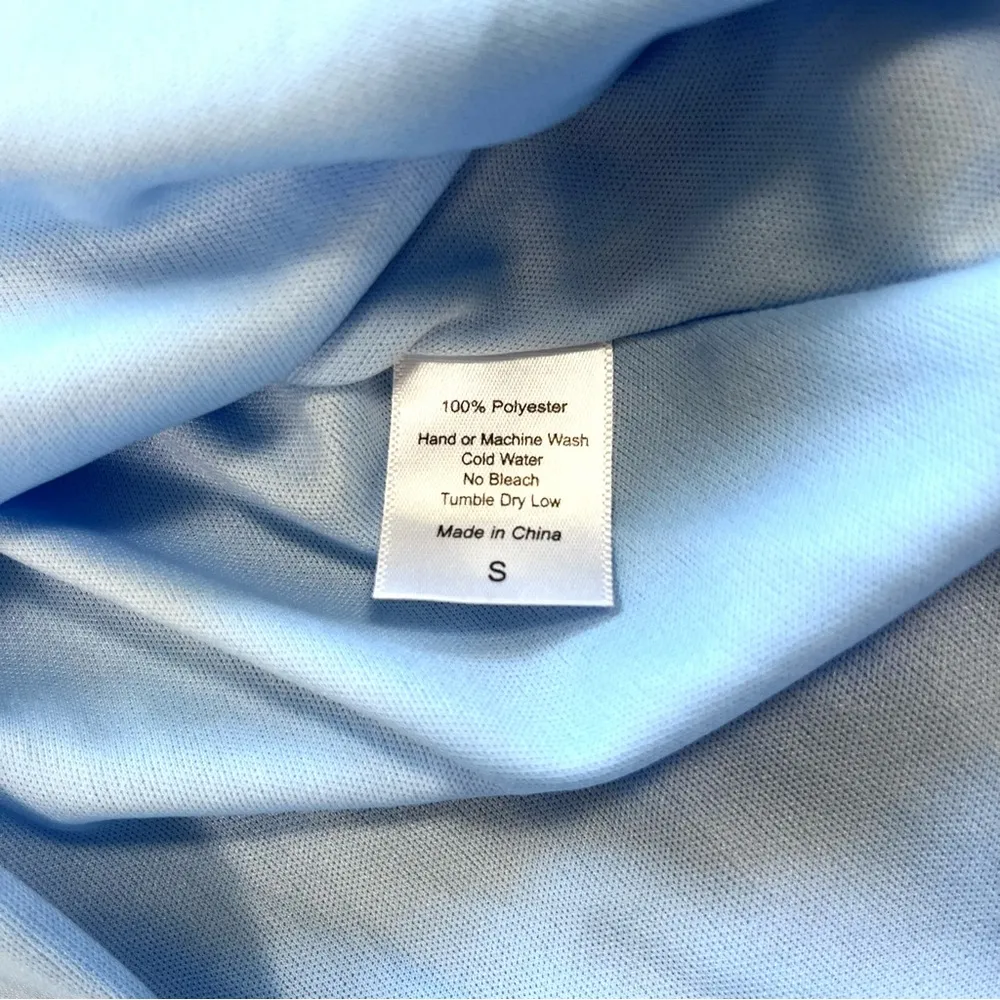 100% Polyester
Hand or Machine Wash
Cold Water
No Bleach
Tumble Dry Low
Made in China
S